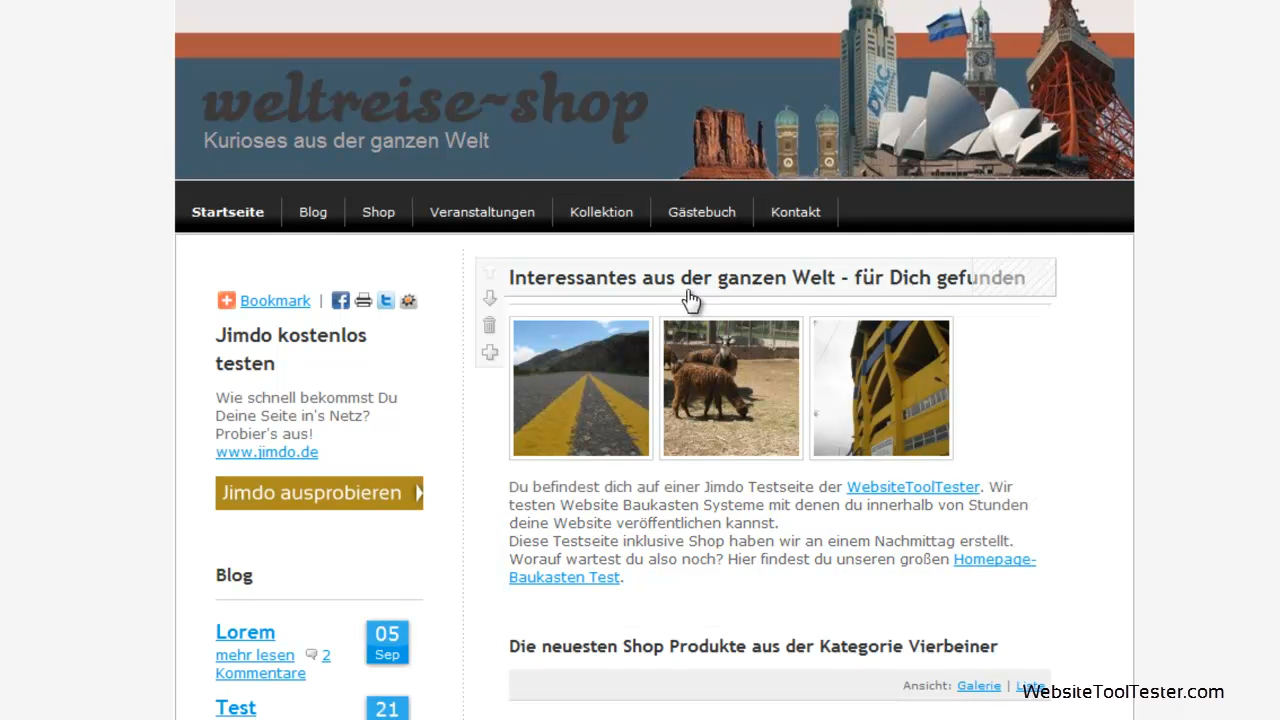 weltreise~shop
Kurioses aus der ganzen Welt
Startseite Blog Shop Veranstaltungen Kollektion Gästebuch Kontakt
Interessantes aus der ganzen Welt - für Dich gefunden
Bookmark |
Jimdo kostenlos
testen
Wie schnell bekommst Du
Deine Seite in's Netz?
Probier's aus!
www.jimdo.de
Jimdo ausprobieren
Du befindest dich auf einer Jimdo Testseite der WebsiteToolTester. Wir
testen Website Baukasten Systeme mit denen du innerhalb von Stunden
deine Website veröffentlichen kannst.
Diese Testseite inklusive Shop haben wir an einem Nachmittag erstellt.
Worauf wartest du also noch? Hier findest du unseren großen Homepage-
Baukasten Test.
Blog
Lorem
mehr lesen 2
Kommentare
05
Sep
Test
21
Die neuesten Shop Produkte aus der Kategorie Vierbeiner
Ansicht: Galerie | Liste
WebsiteToolTester.com